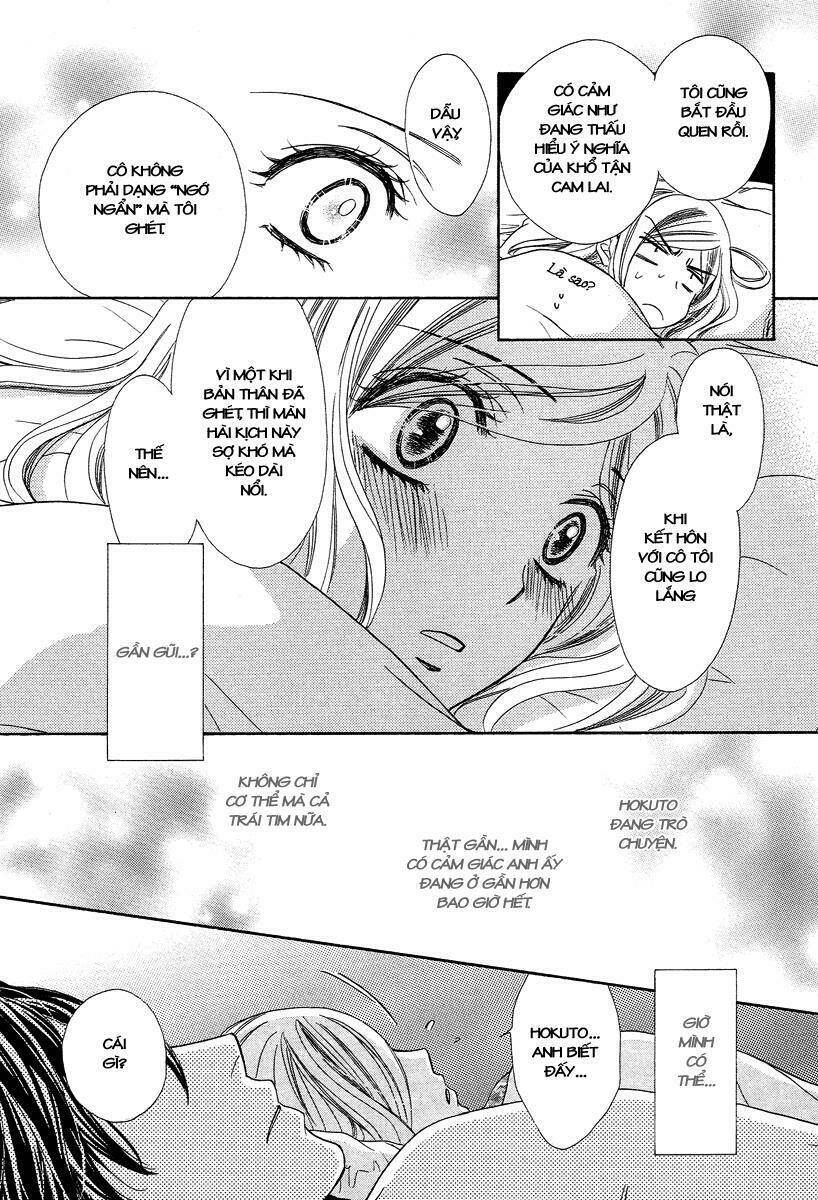 TÔI CŨNG
BẮT ĐẦU
QUEN RỒI.
CÓ CẢM
GIÁC NHƯ
ĐANG THẤU
HIỂU Ý NGHĨA
CỦA KHỔ TẬN
CAM LAI.
Là sao?
DẪU
VẬY,
CÔ KHÔNG
PHẢI DẠNG “NGỚ
NGẨN” MÀ TÔI
GHÉT.
NÓI
THẬT
LÀ,
KHI
KẾT HÔN
VỚI CÔ TÔI
CŨNG LO
LẮNG.
VÌ MỘT KHI
BẢN THÂN ĐÃ
GHÉT, THÌ MÀN
HÀI KỊCH NÀY
SỢ KHÓ MÀ
KÉO DÀI
NỔI.
THẾ
NÊN...
GẦN GŨI...?
HOKUTO
ĐANG TRÒ
CHUYỆN.
THẬT GẦN... MÌNH
CÓ CẢM GIÁC ANH ẤY
ĐANG Ở GẦN HƠN
BAO GIỜ HẾT.
KHÔNG CHỈ
CƠ THỂ MÀ CẢ
TRÁI TIM NỮA.
GIỜ
MÌNH
CÓ
THỂ...
HOKUTO...
ANH BIẾT
ĐẤY...
CÁI
GÌ?